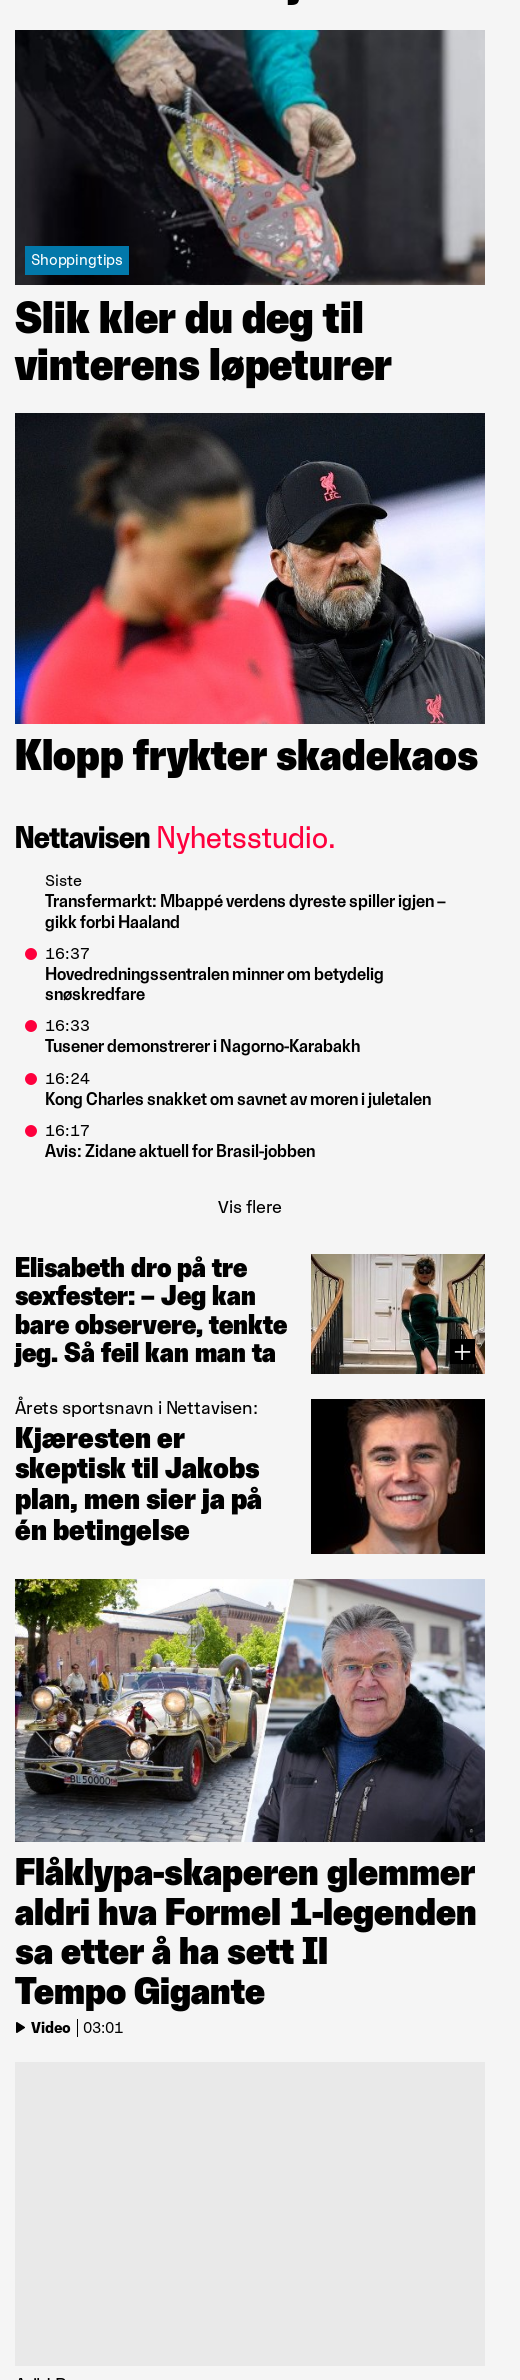 Shoppingtips
Slik kler du deg til
vinterens løpeturer
L.F.C.
Klopp frykter skadekaos
Nettavisen Nyhetsstudio.
Siste
Transfermarkt: Mbappé verdens dyreste spiller igjen –
gikk forbi Haaland
16:37
Hovedredningssentralen minner om betydelig
snøskredfare
16:33
Tusener demonstrerer i Nagorno-Karabakh
16:24
Kong Charles snakket om savnet av moren i juletalen
16:17
Avis: Zidane aktuell for Brasil-jobben
Vis flere
Elisabeth dro på tre
sexfester: – Jeg kan
bare observere, tenkte
jeg. Så feil kan man ta
Årets sportsnavn i Nettavisen:
Kjæresten er
skeptisk til Jakobs
plan, men sier ja på
én betingelse
BL50000
Flåklypa-skaperen glemmer
aldri hva Formel 1-legenden
sa etter å ha sett Il
Tempo Gigante
Video | 03:01